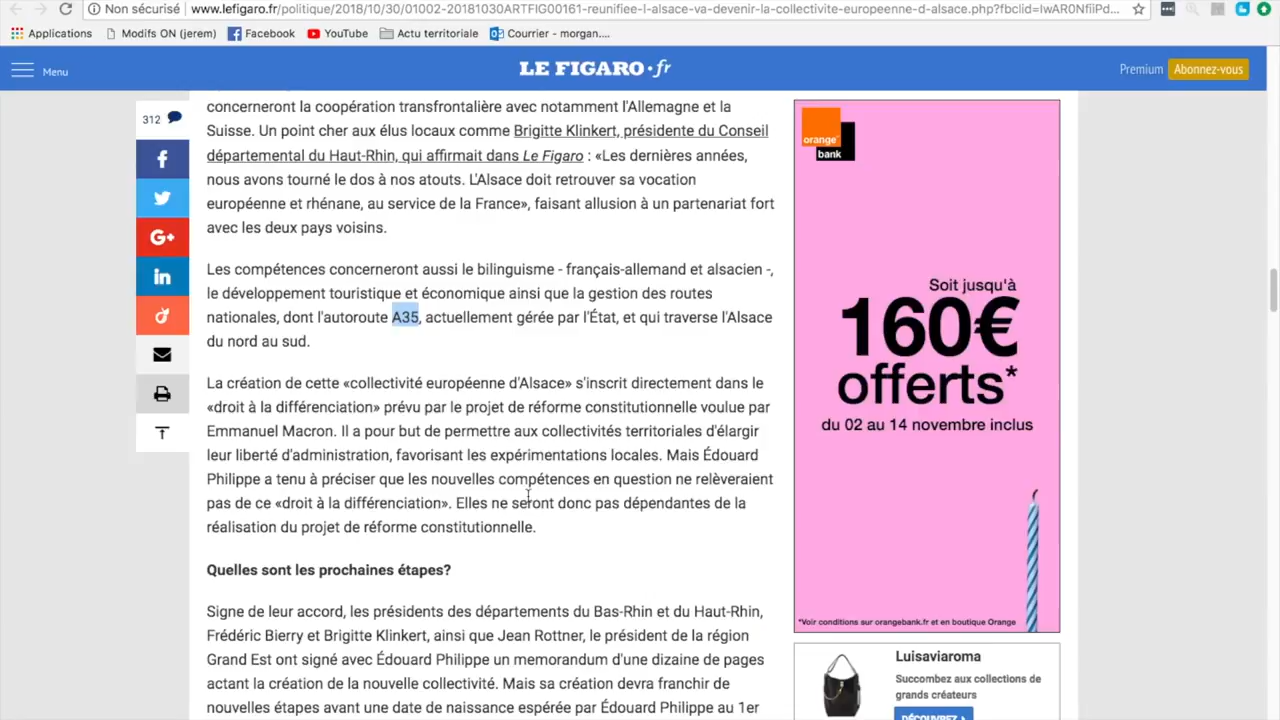 Non sécurisé | www.lefigaro.fr/politique/2018/10/30/01002-20181030ARTFIG00161-reunifiee-l-alsace-va-devenir-la-collectivite-europeenne-d-alsace.php?fbclid=IwAR0NfiiPd...
Applications Modifs ON (jerem) Facebook YouTube Actu territoriale Courrier - morgan....
Menu
LE FIGARO.fr
Premium Abonnez-vous
312
concerneront la coopération transfrontalière avec notamment l'Allemagne et la
Suisse. Un point cher aux élus locaux comme Brigitte Klinkert, présidente du Conseil
départemental du Haut-Rhin, qui affirmait dans Le Figaro : «Les dernières années,
nous avons tourné le dos à nos atouts. L'Alsace doit retrouver sa vocation
européenne et rhénane, au service de la France», faisant allusion à un partenariat fort
avec les deux pays voisins.
Les compétences concerneront aussi le bilinguisme - français-allemand et alsacien -,
le développement touristique et économique ainsi que la gestion des routes
nationales, dont l'autoroute A35, actuellement gérée par l'État, et qui traverse l'Alsace
du nord au sud.
La création de cette «collectivité européenne d'Alsace» s'inscrit directement dans le
«droit à la différenciation» prévu par le projet de réforme constitutionnelle voulue par
Emmanuel Macron. Il a pour but de permettre aux collectivités territoriales d'élargir
leur liberté d'administration, favorisant les expérimentations locales. Mais Édouard
Philippe a tenu à préciser que les nouvelles compétences en question ne relèveraient
pas de ce «droit à la différenciation». Elles ne seront donc pas dépendantes de la
réalisation du projet de réforme constitutionnelle.
Quelles sont les prochaines étapes?
Signe de leur accord, les présidents des départements du Bas-Rhin et du Haut-Rhin,
Frédéric Bierry et Brigitte Klinkert, ainsi que Jean Rottner, le président de la région
Grand Est ont signé avec Édouard Philippe un memorandum d'une dizaine de pages
actant la création de la nouvelle collectivité. Mais sa création devra franchir de
nouvelles étapes avant une date de naissance espérée par Édouard Philippe au 1er
orange
bank
Soit jusqu'à
160€
offerts*
du 02 au 14 novembre inclus
*Voir conditions sur orangebank.fr et en boutique Orange
Luisaviaroma
Succombez aux collections de
grands créateurs
DÉCOUVREZ